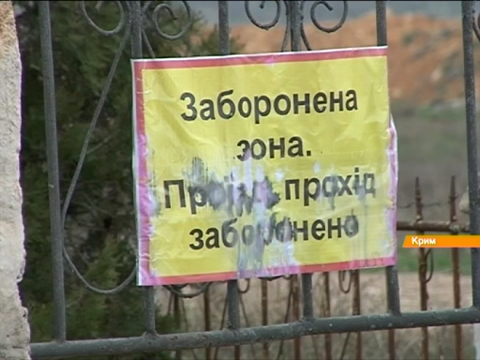 Заборонена
зона.
прохід
заборонено
Крим